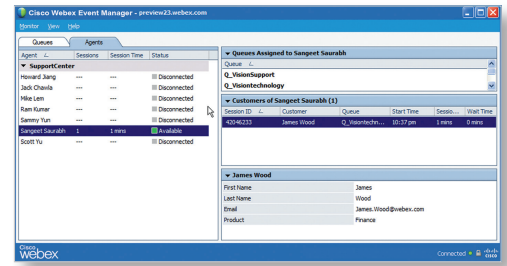 Cisco Webex Event Manager - preview23.webex.com
Monitor View Help
Queues Agents
Agent Sessions Session Time Status
SupportCenter
Howard Jiang --- --- Disconnected
Jack Chawla --- --- Disconnected
Mike Lem --- --- Disconnected
Ram Kumar --- --- Disconnected
Sammy Yun --- --- Disconnected
Sangeet Saurabh 1 1 mins Available
Scott Yu --- --- Disconnected
Queues Assigned to Sangeet Saurabh
Queue
Q_VisionSupport
Q_Visiontechnology
Customers of Sangeet Saurabh (1)
Session ID Customer Queue Start Time Sessio... Wait Time
42046233 James Wood Q_Visiontechn... 10:37 pm 1 mins 0 mins
James Wood
First Name James
Last Name Wood
Email James.Wood@webex.com
Product Finance
Cisco
webex
Connected
CISCO